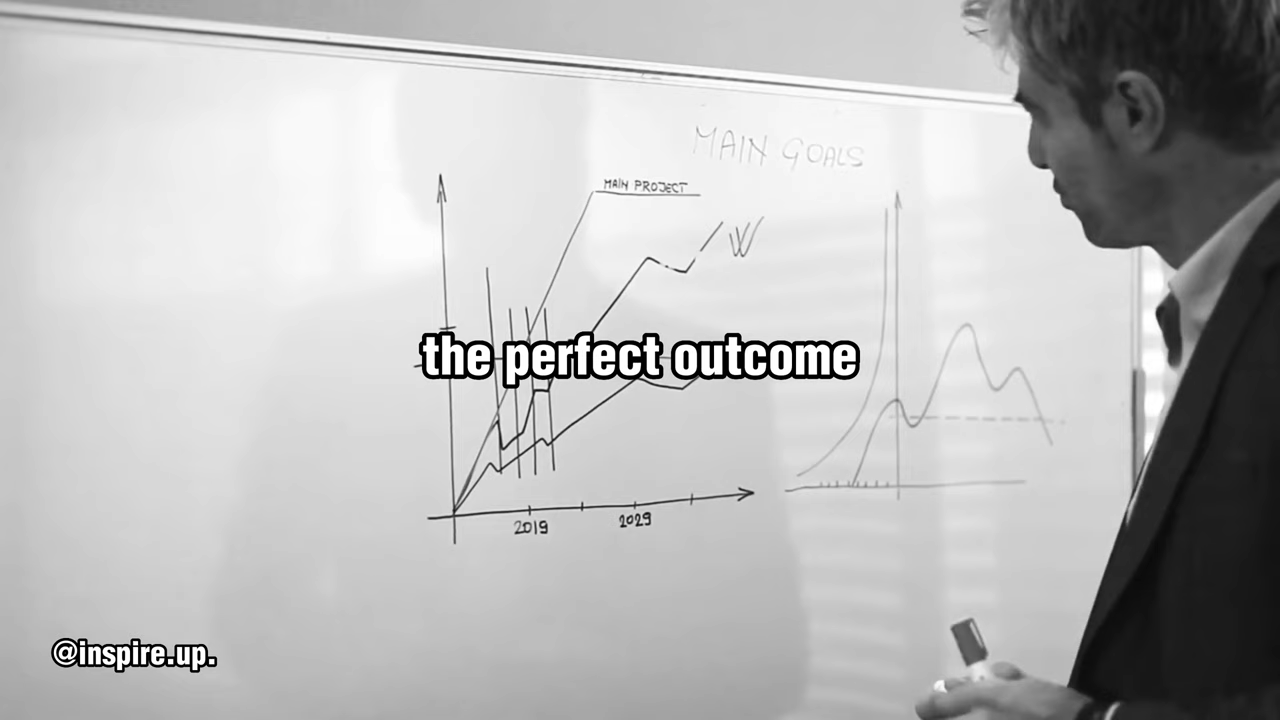 MAIN GOALS
MAIN PROJECT
W
the perfect outcome
2019
2029
@inspire.up.